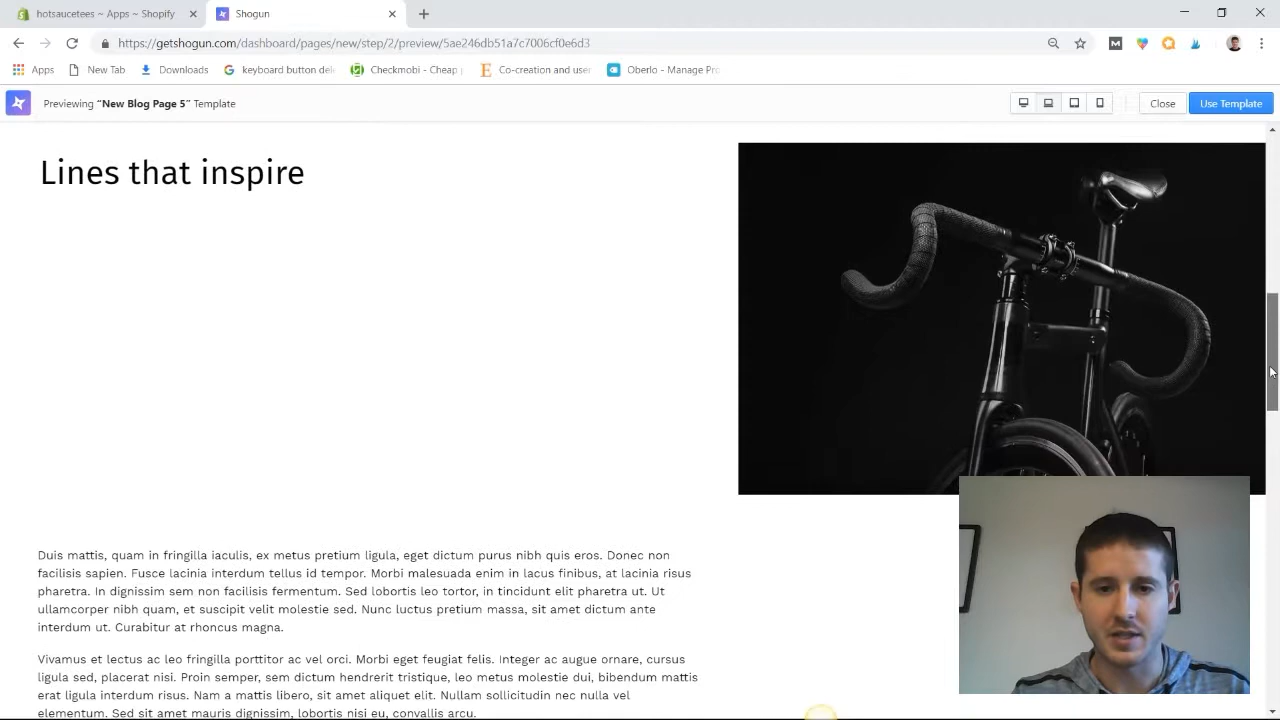 hotsaucetees ~ Apps ~ Shopify
Shogun
https://getshogun.com/dashboard/pages/new/step/2/preview/5ae246db51a7c7006cf0e6d3
Apps
New Tab
Downloads
keyboard button del
Checkmobi - Cheap
Co-creation and user
Oberlo - Manage Pro
Previewing “New Blog Page 5” Template
Close
Use Template
Lines that inspire
Duis mattis, quam in fringilla iaculis, ex metus pretium ligula, eget dictum purus nibh quis eros. Donec non
facilisis sapien. Fusce lacinia interdum tellus id tempor. Morbi malesuada enim in lacus finibus, at lacinia risus
pharetra. In dignissim sem non facilisis fermentum. Sed lobortis leo tortor, in tincidunt elit pharetra ut. Ut
ullamcorper nibh quam, et suscipit velit molestie sed. Nunc luctus pretium massa, sit amet dictum ante
interdum ut. Curabitur at rhoncus magna.
Vivamus et lectus ac leo fringilla porttitor ac vel orci. Morbi eget feugiat felis. Integer ac augue ornare, cursus
ligula sed, placerat nisi. Proin semper, sem dictum hendrerit tristique, leo metus molestie dui, bibendum mattis
erat ligula interdum risus. Nam a mattis libero, sit amet aliquet elit. Nullam sollicitudin nec nulla vel
elementum. Sed sit amet mauris dignissim, lobortis nisi eu, convallis arcu.